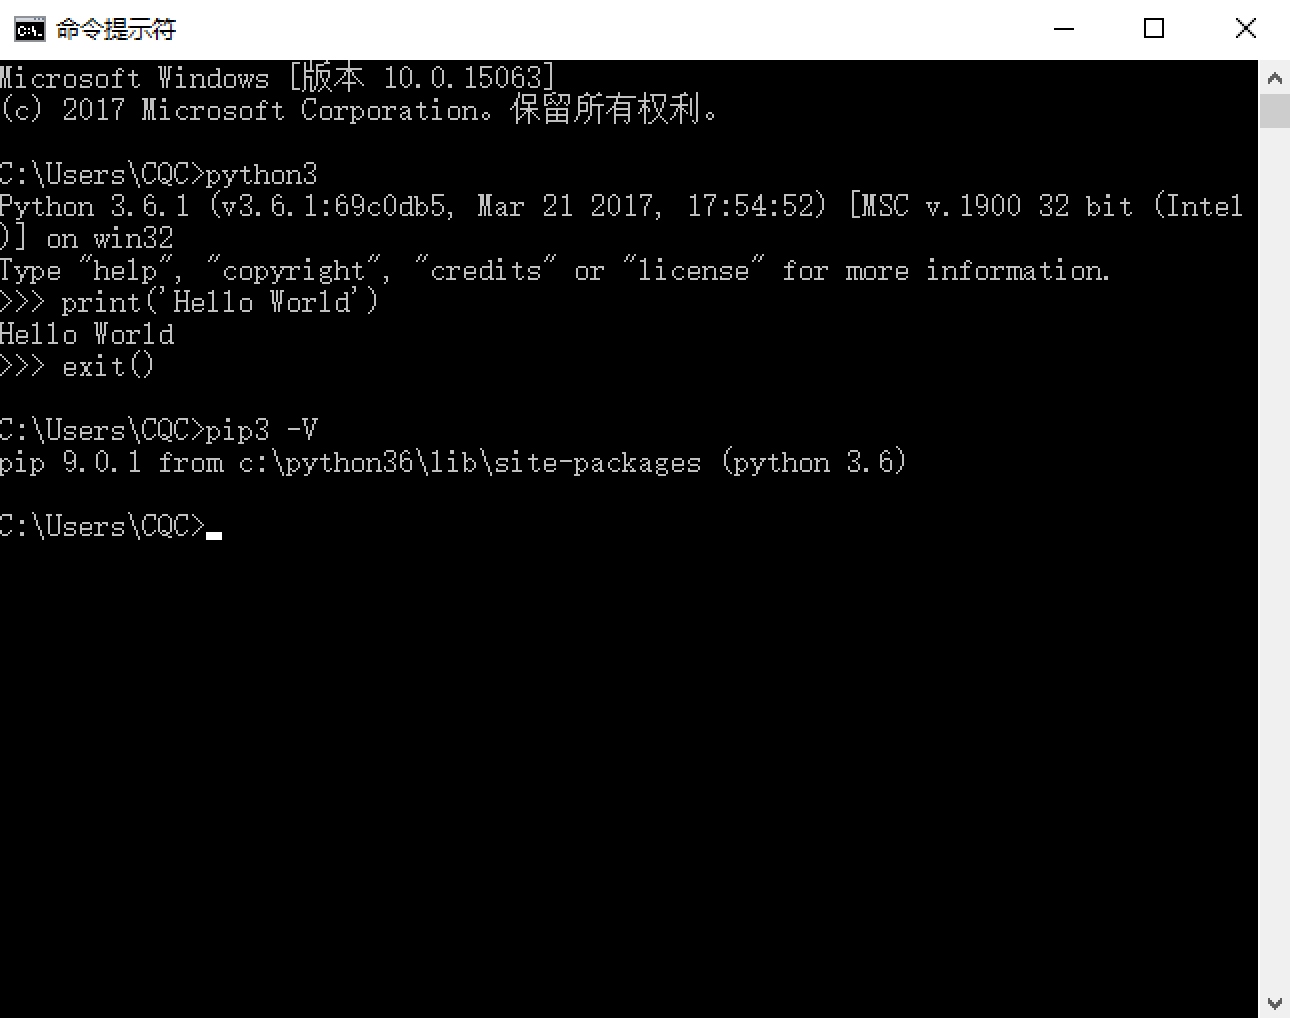 命令提示符
Microsoft Windows [版本 10.0.15063]
(c) 2017 Microsoft Corporation。保留所有权利。
C:\Users\CQC>python3
Python 3.6.1 (v3.6.1:69c0db5, Mar 21 2017, 17:54:52) [MSC v.1900 32 bit (Intel
)] on win32
Type "help", "copyright", "credits" or "license" for more information.
>>> print('Hello World')
Hello World
>>> exit()
C:\Users\CQC>pip3 -V
pip 9.0.1 from c:\python36\lib\site-packages (python 3.6)
C:\Users\CQC>